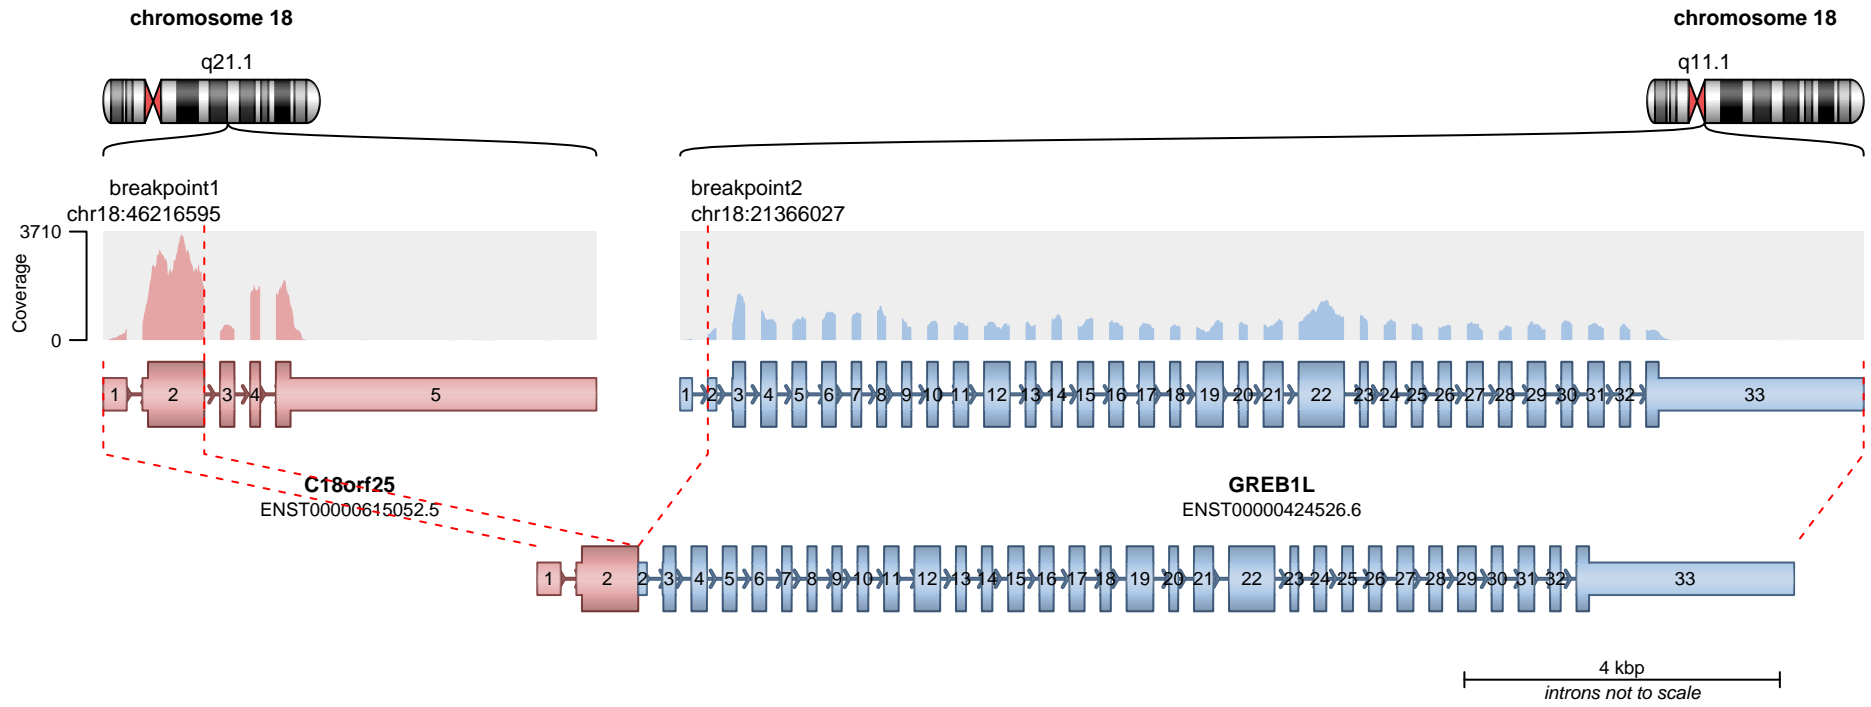 chromosome 18
chromosome 18
q21.1
q11.1
breakpoint1
chr18:46216595
breakpoint2
chr18:21366027
3710
Coverage
0
1 2 3 4 5
1 2 3 4 5 6 7 8 9 10 11 12 13 14 15 16 17 18 19 20 21 22 23 24 25 26 27 28 29 30 31 32 33
C18orf25
ENST00000615052.5
GREB1L
ENST00000424526.6
1 2 2 3 4 5 6 7 8 9 10 11 12 13 14 15 16 17 18 19 20 21 22 23 24 25 26 27 28 29 30 31 32 33
4 kbp
introns not to scale